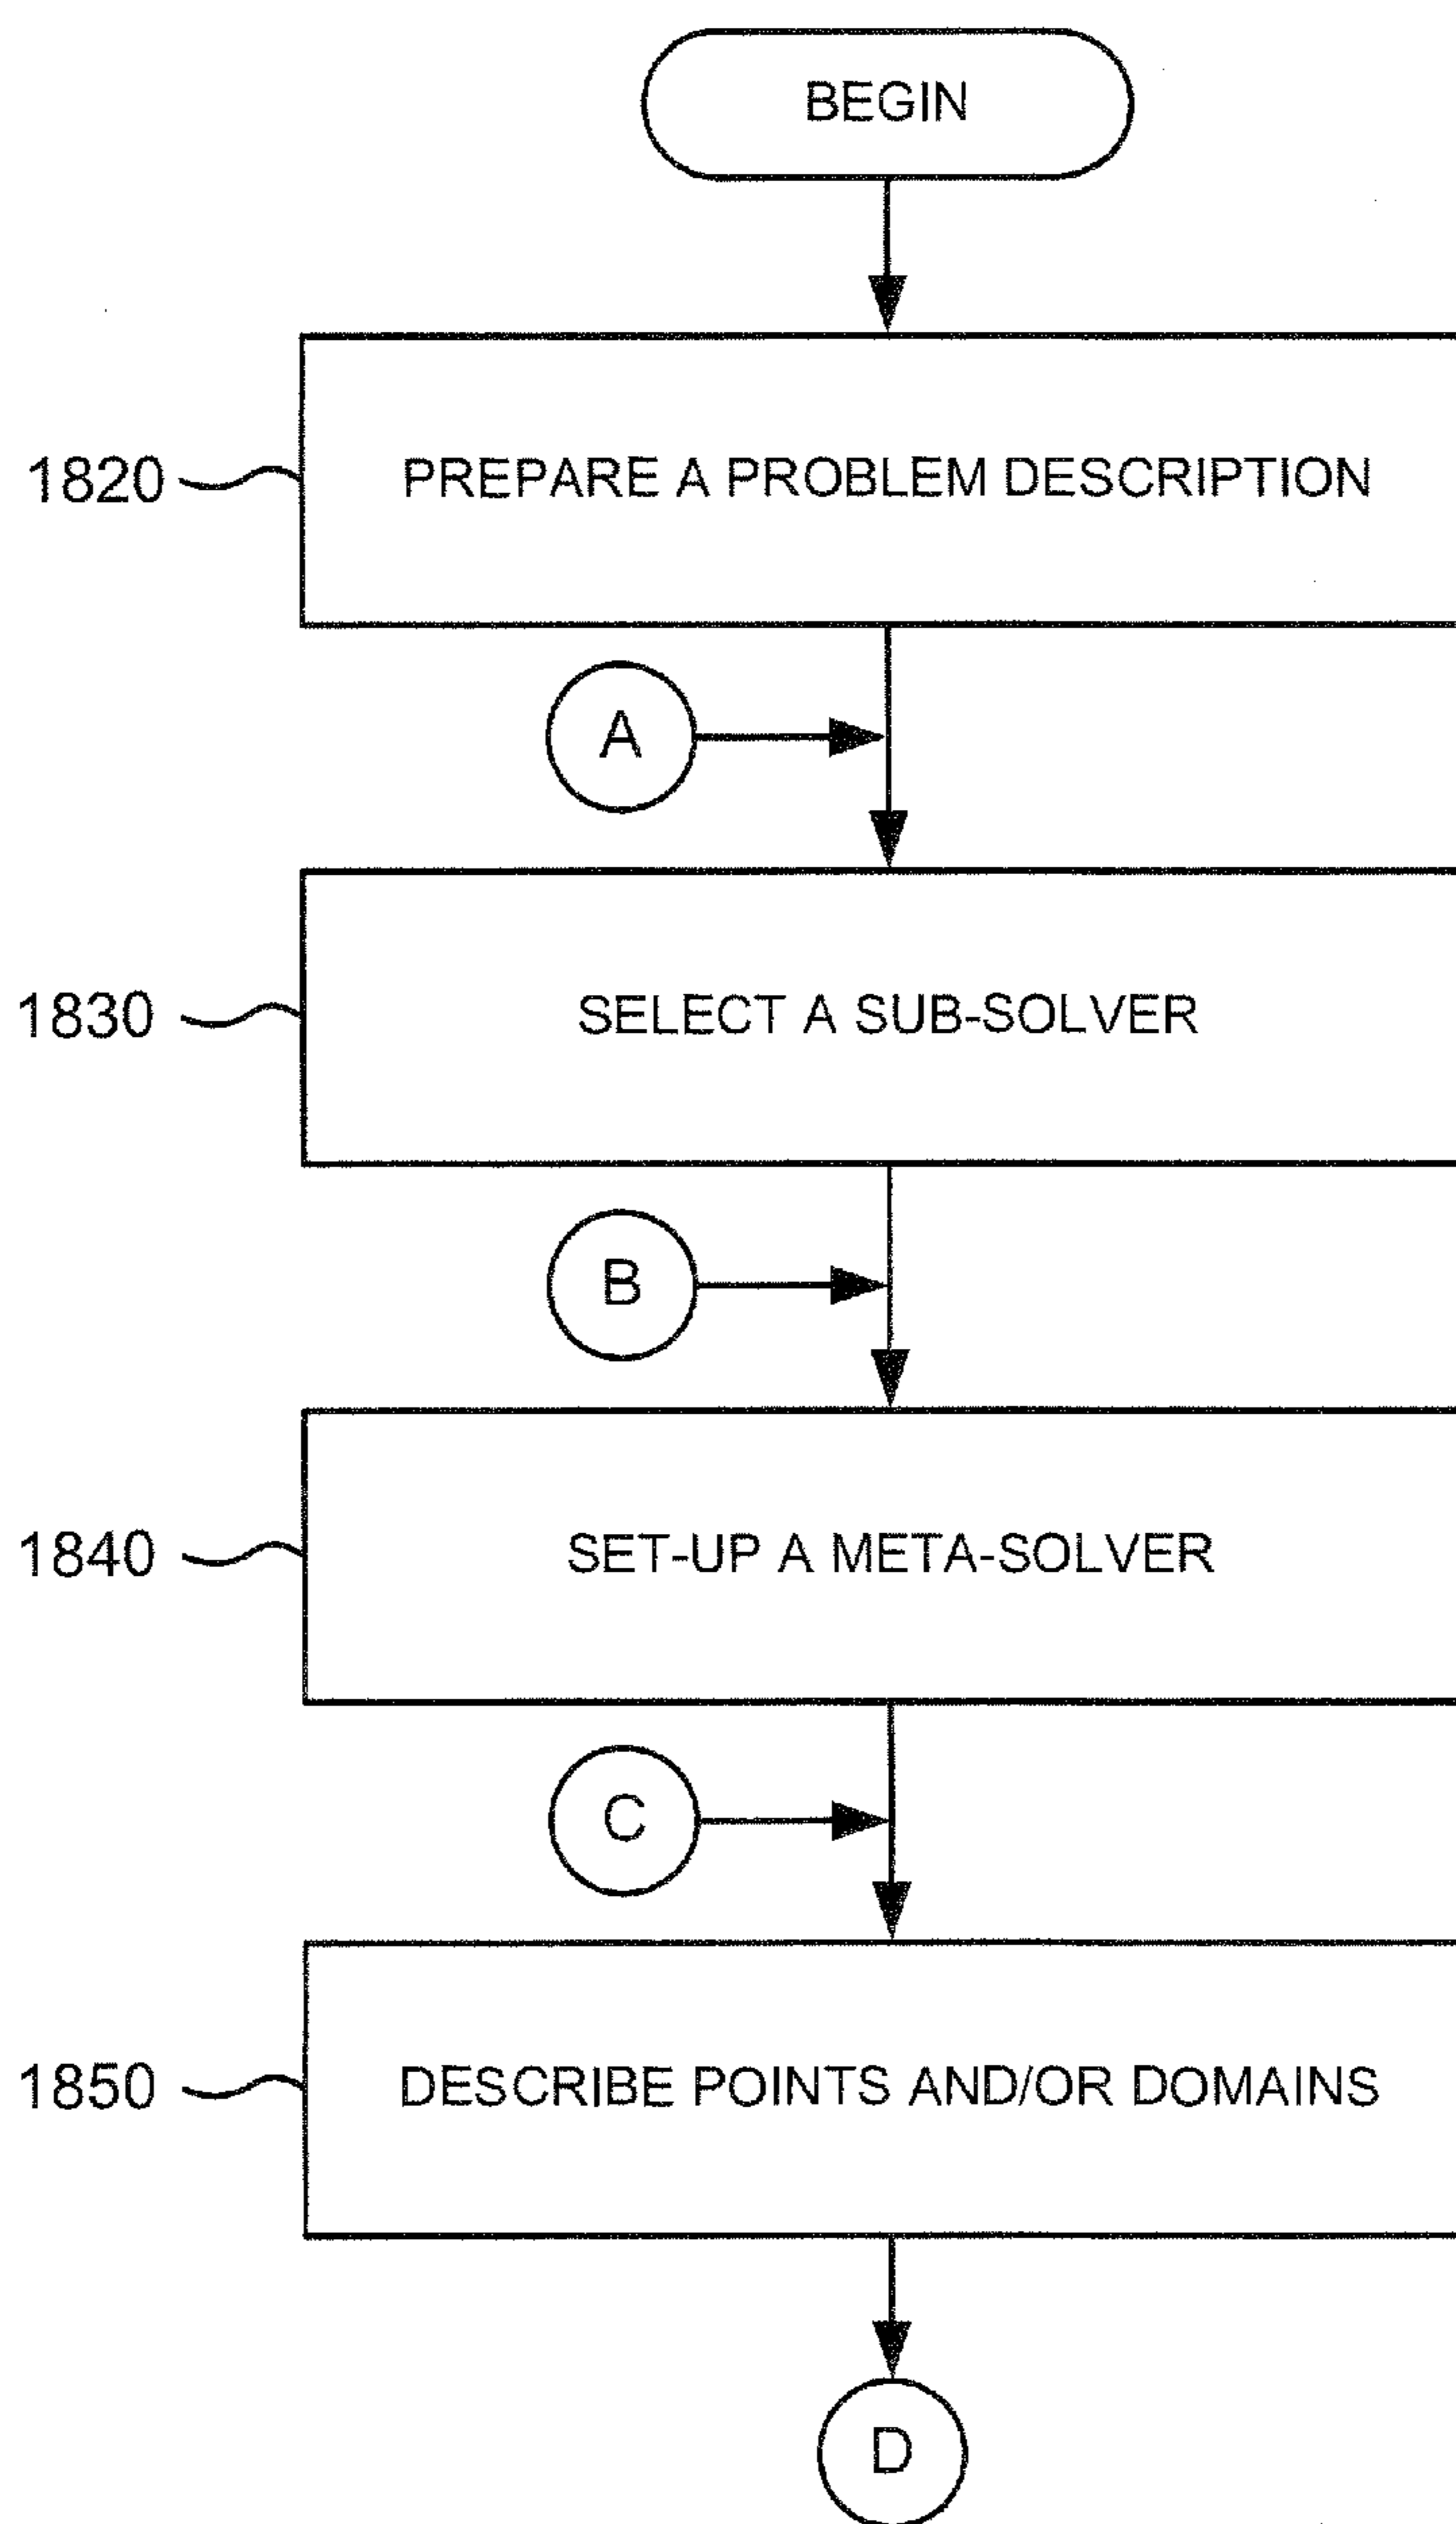 BEGIN
1820 PREPARE A PROBLEM DESCRIPTION
A
1830 SELECT A SUB-SOLVER
B
1840 SET-UP A META-SOLVER
C
1850 DESCRIBE POINTS AND/OR DOMAINS
D